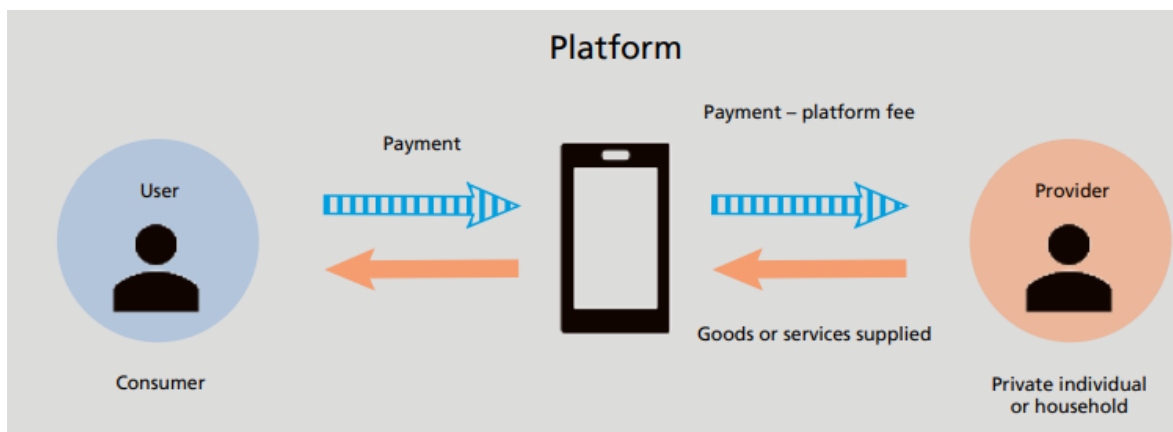 Platform
Payment – platform fee
Payment
User
Provider
Goods or services supplied
Consumer
Private individual
or household